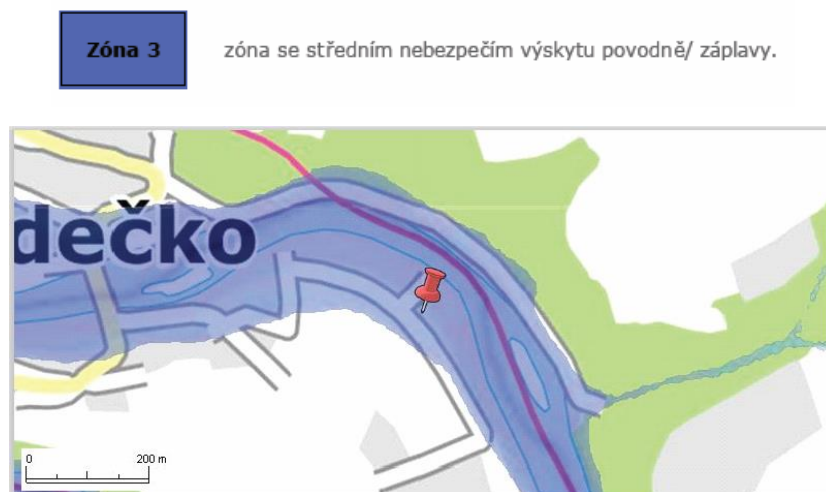 Zóna 3
zóna se středním nebezpečím výskytu povodně/ záplavy.
dečko
0 200 m